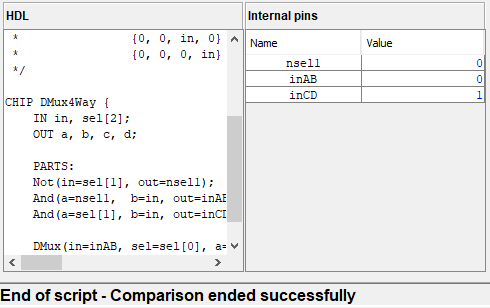 HDL
* {0, 0, in, 0}
* {0, 0, 0, in}
*/
CHIP DMux4Way {
IN in, sel[2];
OUT a, b, c, d;
PARTS:
Not(in=sel[1], out=nsel1);
And(a=nsel1, b=in, out=inAB
And(a=sel[1], b=in, out=inCD
DMux(in=inAB, sel=sel[0], a=
Internal pins
Name Value
nsel1 0
inAB 0
inCD 1
End of script - Comparison ended successfully